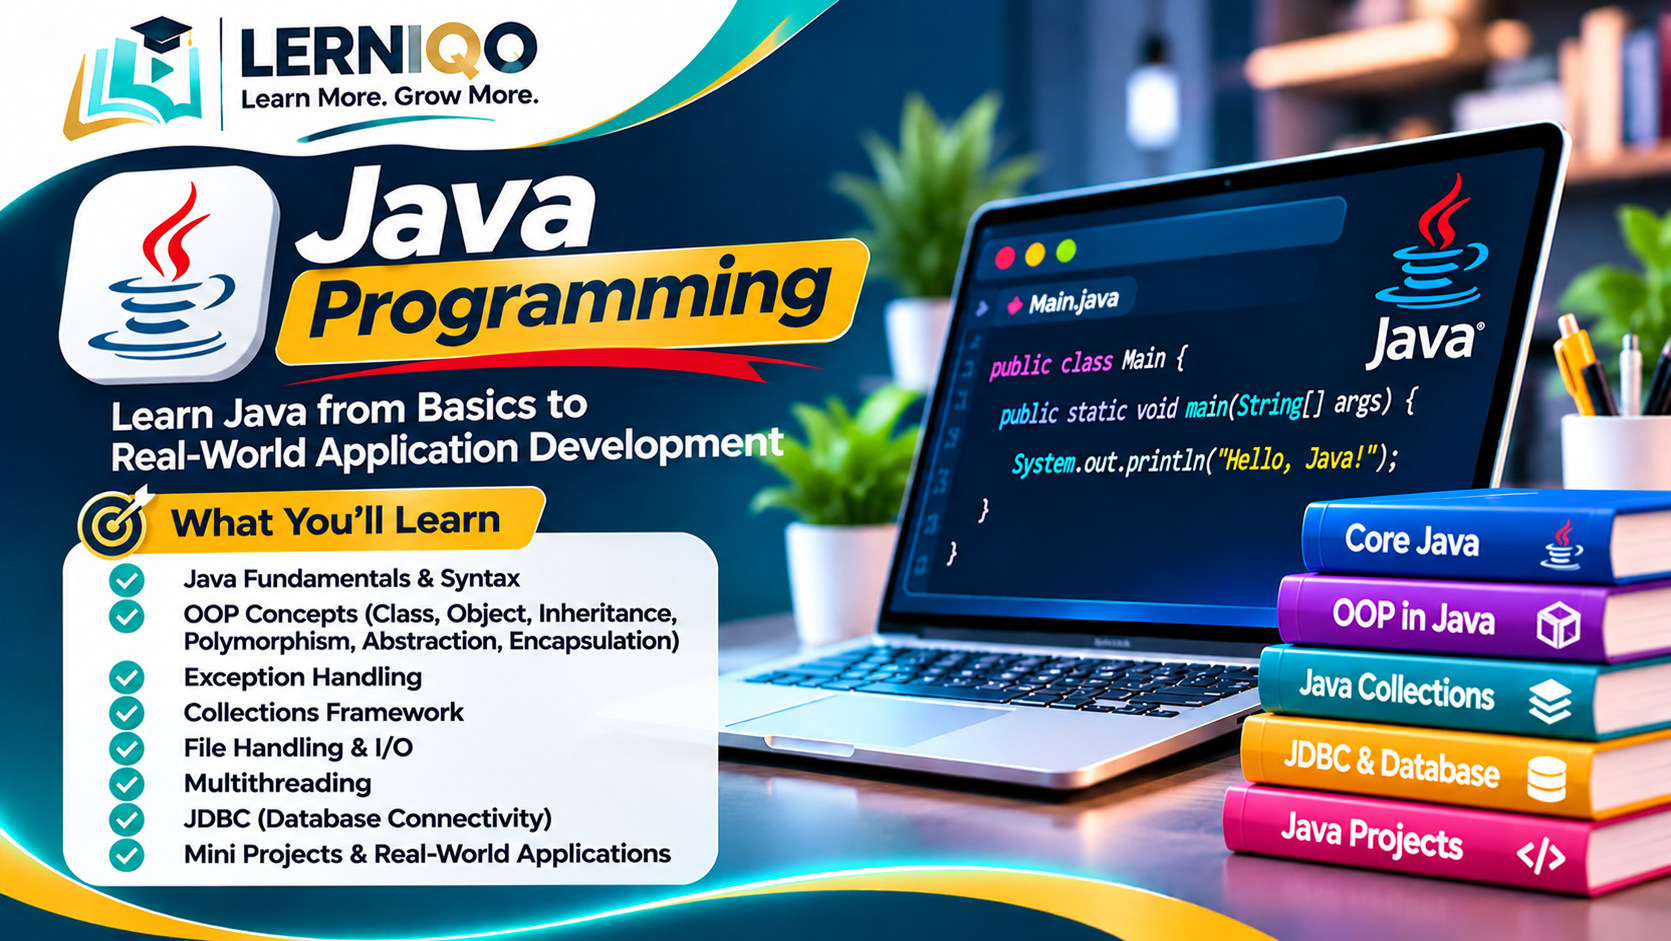 LERNIQO
Learn More. Grow More.
Java
Programming
Learn Java from Basics to
Real-World Application Development
What You'll Learn
Java Fundamentals & Syntax
OOP Concepts (Class, Object, Inheritance,
Polymorphism, Abstraction, Encapsulation)
Exception Handling
Collections Framework
File Handling & I/O
Multithreading
JDBC (Database Connectivity)
Mini Projects & Real-World Applications
Main.java
public class Main {
public static void main(String[] args) {
System.out.println("Hello, Java!");
}
}
Java®
Core Java
OOP in Java
Java Collections
JDBC & Database
Java Projects
</>